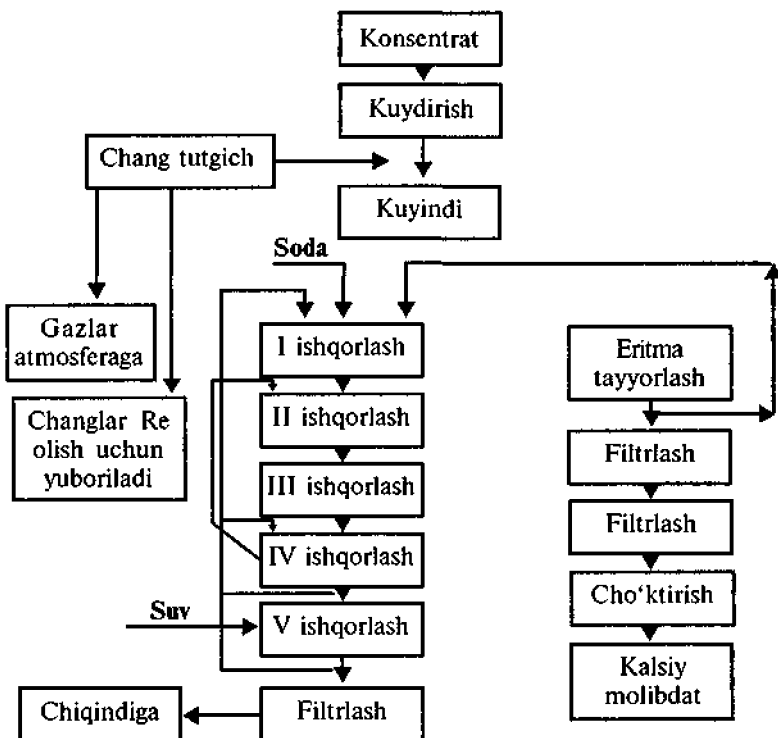 Konsentrat
Kuydirish
Chang tutgich
Kuyindi
Soda
Gazlar
atmosferaga
Changlar Re
olish uchun
yuboriladi
I ishqorlash
II ishqorlash
III ishqorlash
IV ishqorlash
Suv
V ishqorlash
Chiqindiga
Filtrlash
Eritma
tayyorlash
Filtrlash
Filtrlash
Cho‘ktirish
Kalsiy
molibdat